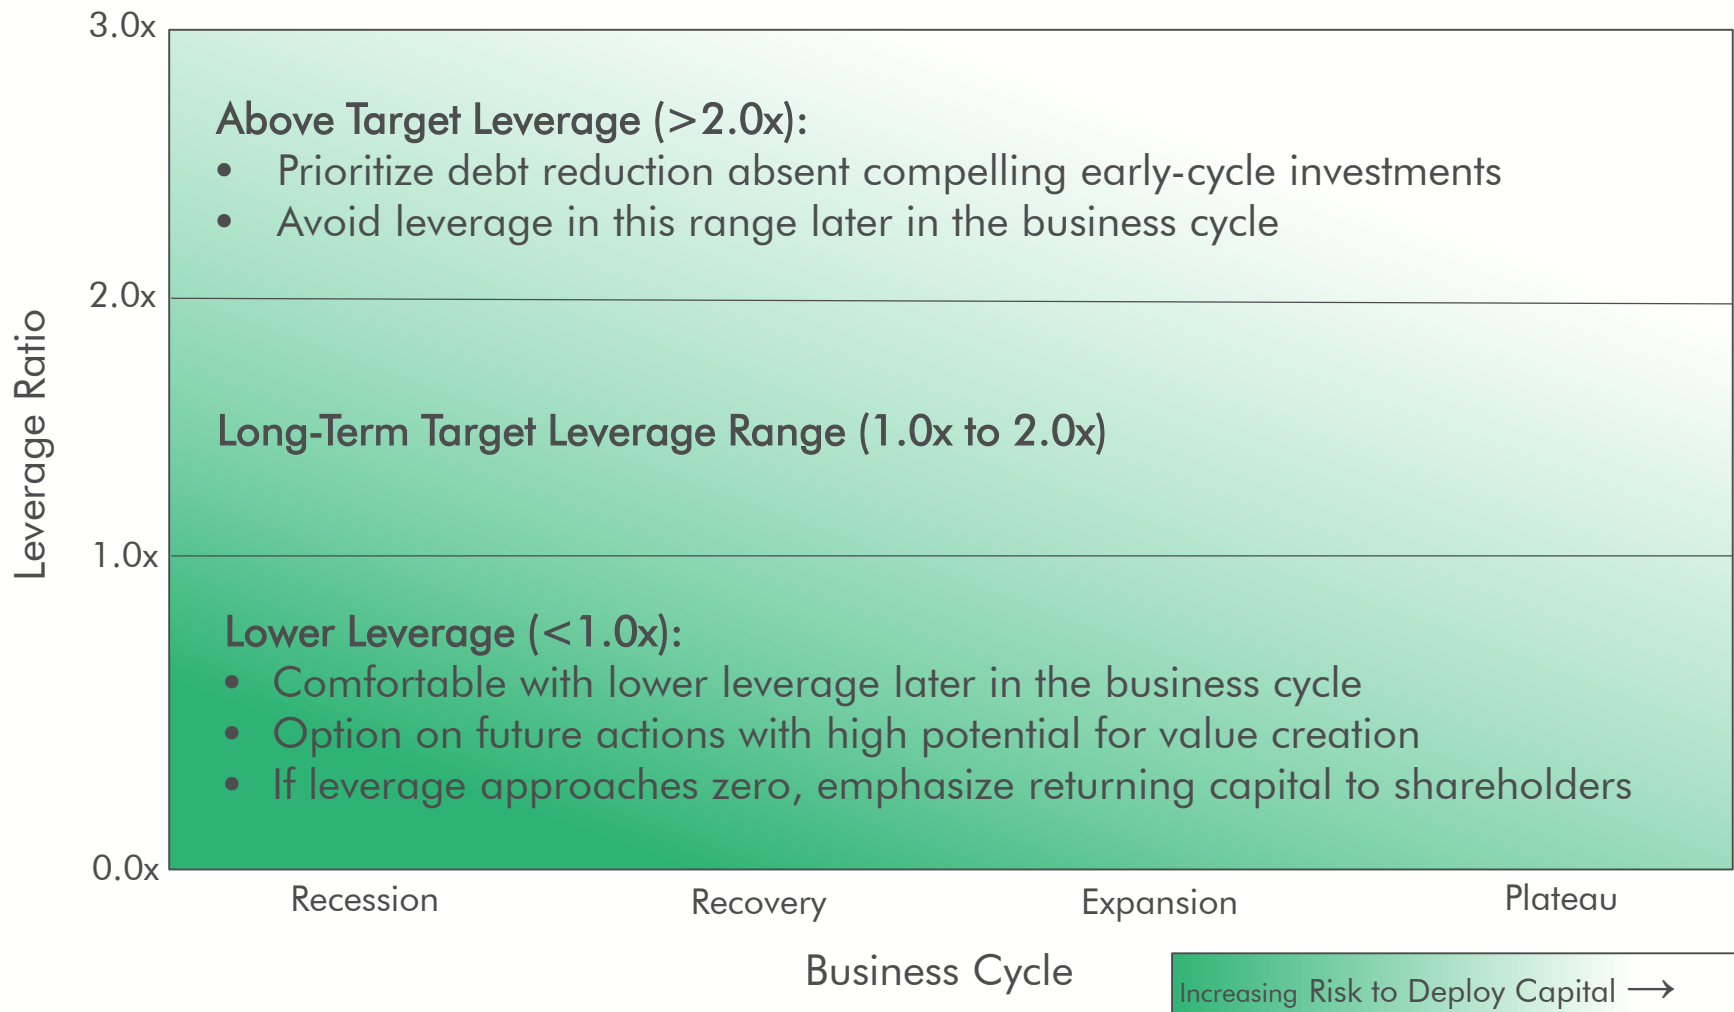 3.0x
Above Target Leverage (>2.0x):
• Prioritize debt reduction absent compelling early-cycle investments
• Avoid leverage in this range later in the business cycle
2.0x
Leverage Ratio
Long-Term Target Leverage Range (1.0x to 2.0x)
1.0x
Lower Leverage (<1.0x):
• Comfortable with lower leverage later in the business cycle
• Option on future actions with high potential for value creation
• If leverage approaches zero, emphasize returning capital to shareholders
0.0x
Recession Recovery Expansion Plateau
Business Cycle
Increasing Risk to Deploy Capital →